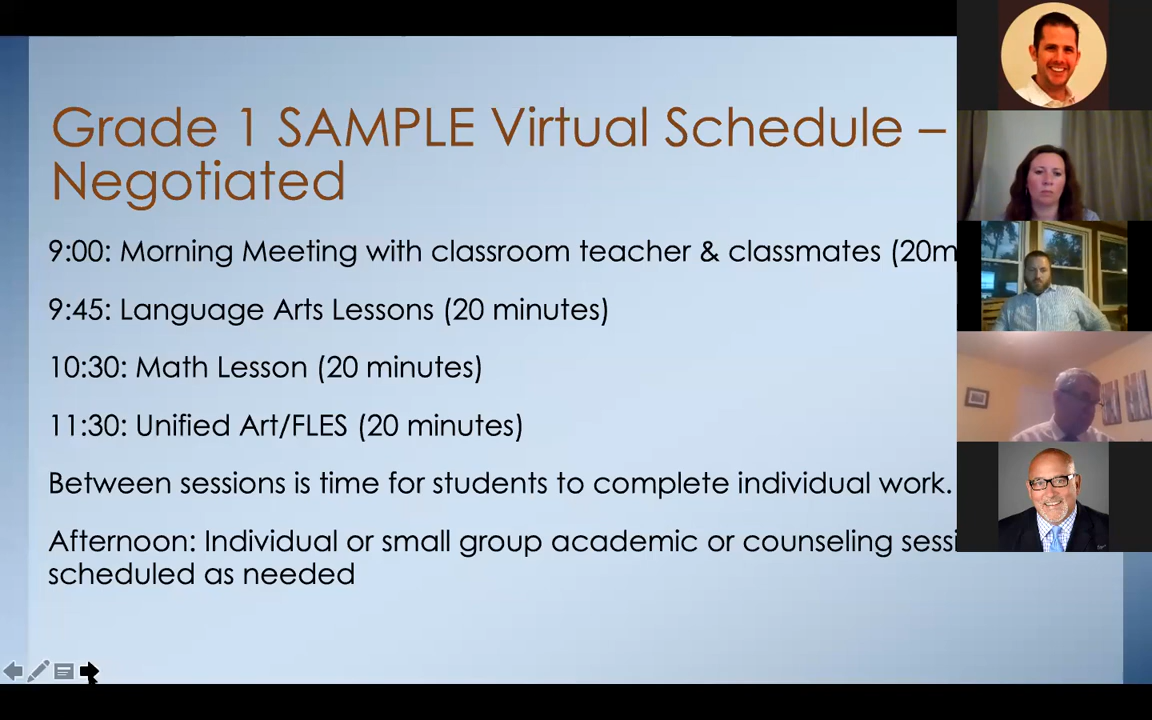 Grade 1 SAMPLE Virtual Schedule –
Negotiated
9:00: Morning Meeting with classroom teacher & classmates (20m
9:45: Language Arts Lessons (20 minutes)
10:30: Math Lesson (20 minutes)
11:30: Unified Art/FLES (20 minutes)
Between sessions is time for students to complete individual work.
Afternoon: Individual or small group academic or counseling sessi
scheduled as needed